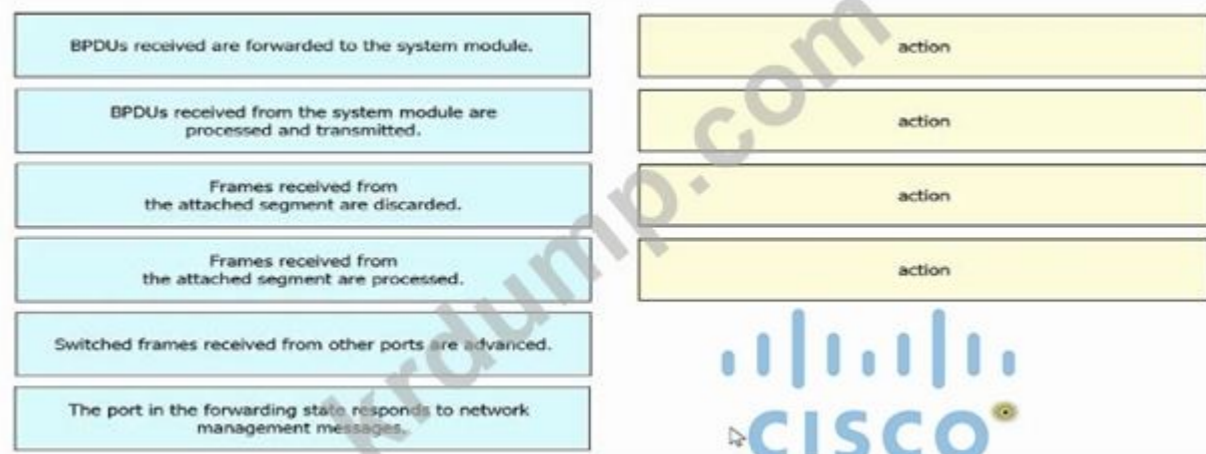 BPDUs received are forwarded to the system module.
BPDUs received from the system module are
processed and transmitted.
Frames received from
the attached segment are discarded.
Frames received from
the attached segment are processed.
Switched frames received from other ports are advanced.
The port in the forwarding state responds to network
management messages.
action
action
action
action
krdump.com
CISCO